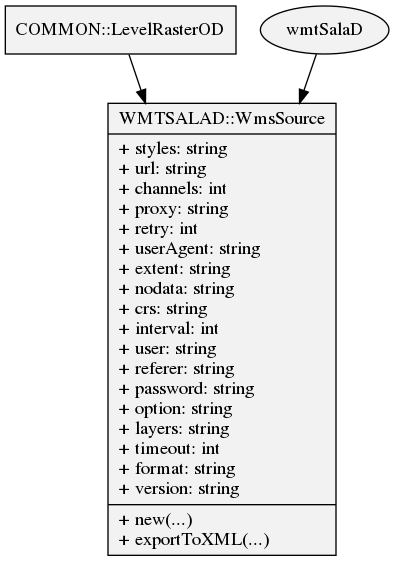 COMMON::LevelRasterOD
wmtSalaD
WMTSALAD::WmsSource
+ styles: string
+ url: string
+ channels: int
+ proxy: string
+ retry: int
+ userAgent: string
+ extent: string
+ nodata: string
+ crs: string
+ interval: int
+ user: string
+ referer: string
+ password: string
+ option: string
+ layers: string
+ timeout: int
+ format: string
+ version: string
+ new(...)
+ exportToXML(...)